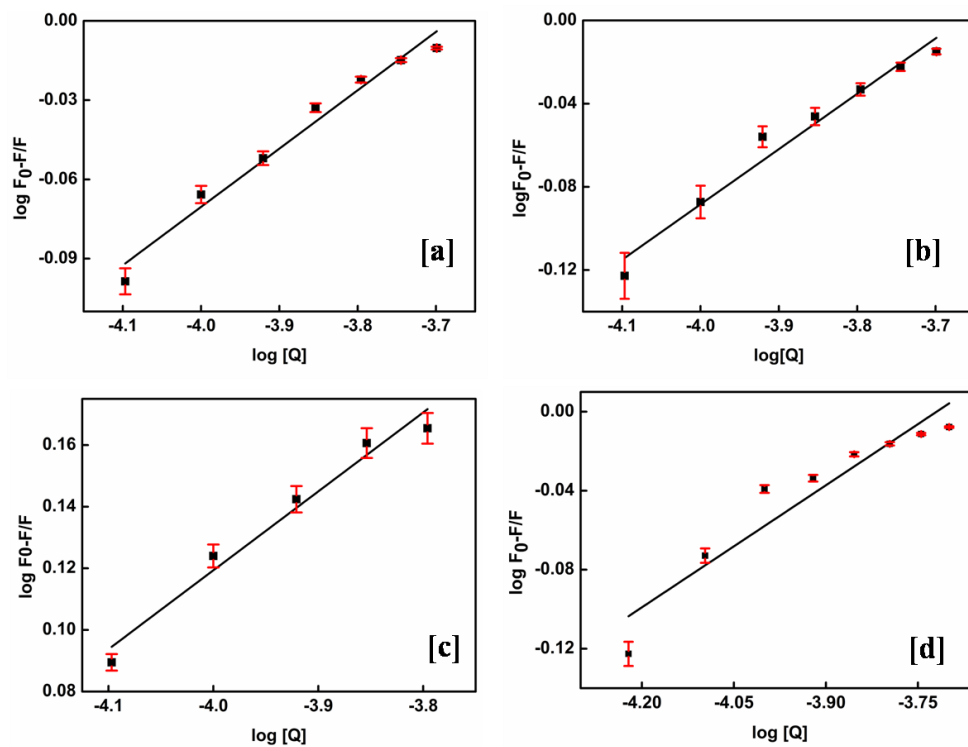 0.00
-0.03
-0.06
-0.09
log F0-F/F
[a]
-4.1 -4.0 -3.9 -3.8 -3.7
log [Q]
0.00
-0.04
-0.08
-0.12
logF0-F/F
[b]
-4.1 -4.0 -3.9 -3.8 -3.7
log[Q]
0.16
0.14
0.12
0.10
0.08
log F0-F/F
[c]
-4.1 -4.0 -3.9 -3.8
log [Q]
0.00
-0.04
-0.08
-0.12
log F0-F/F
[d]
-4.20 -4.05 -3.90 -3.75
log [Q]